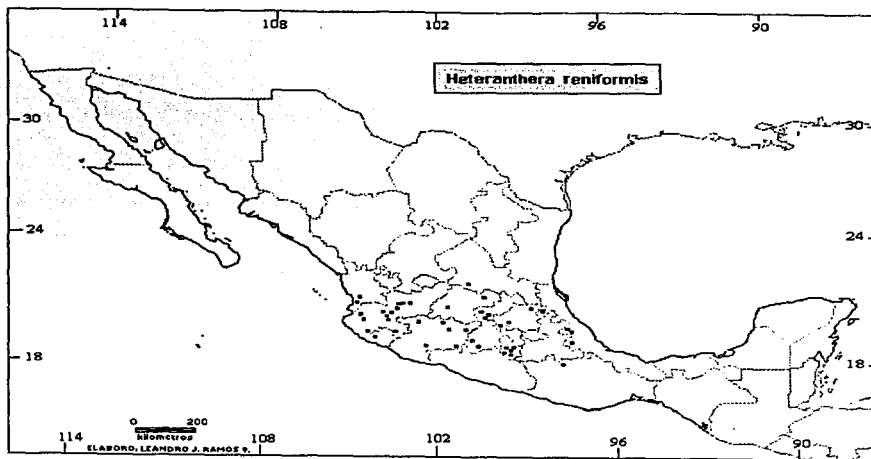 114 108 102 96 90
Heteranthera reniformis
30 30
24 24
18 18
0 200
kilometros
ELABORO: LEANDRO J. RAMOS
114 108 102 96 90